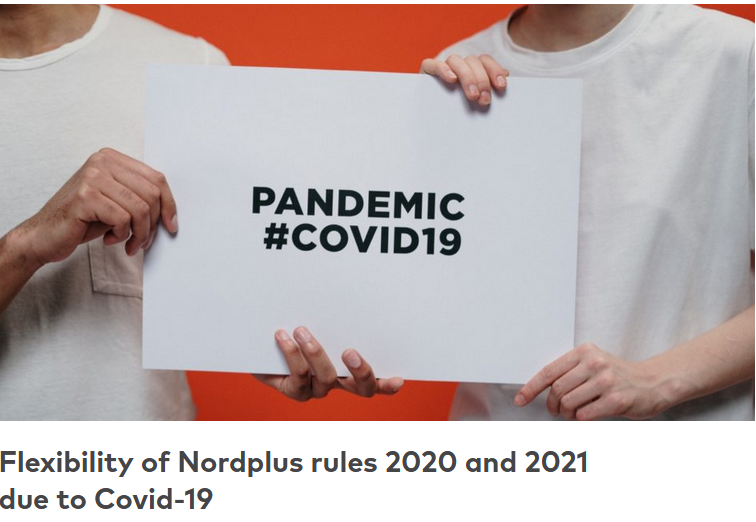 PANDEMIC
#COVID19
Flexibility of Nordplus rules 2020 and 2021
due to Covid-19